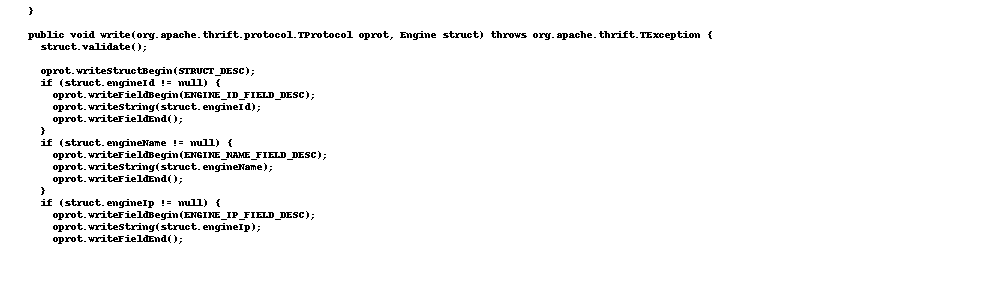 }
public void write(org.apache.thrift.protocol.TProtocol oprot, Engine struct) throws org.apache.thrift.TException {
struct.validate();
oprot.writeStructBegin(STRUCT_DESC);
if (struct.engineId != null) {
oprot.writeFieldBegin(ENGINE_ID_FIELD_DESC);
oprot.writeString(struct.engineId);
oprot.writeFieldEnd();
}
if (struct.engineName != null) {
oprot.writeFieldBegin(ENGINE_NAME_FIELD_DESC);
oprot.writeString(struct.engineName);
oprot.writeFieldEnd();
}
if (struct.engineIp != null) {
oprot.writeFieldBegin(ENGINE_IP_FIELD_DESC);
oprot.writeString(struct.engineIp);
oprot.writeFieldEnd();